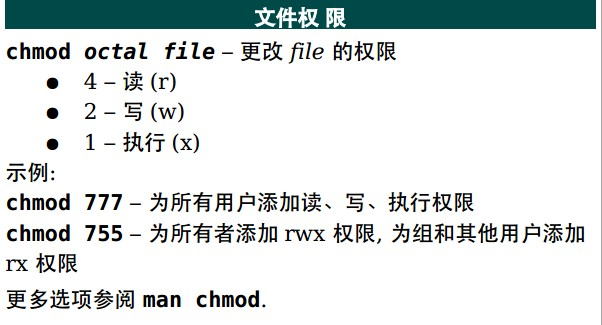 文件权 限
chmod octal file – 更改 file 的权限
● 4 – 读 (r)
● 2 – 写 (w)
● 1 – 执行 (x)
示例:
chmod 777 – 为所有用户添加读、写、执行权限
chmod 755 – 为所有者添加 rwx 权限, 为组和其他用户添加
rx 权限
更多选项参阅 man chmod.